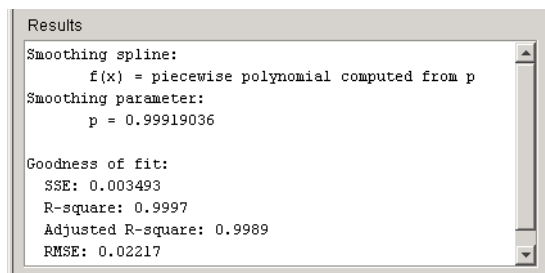 Results
Smoothing spline:
f(x) = piecewise polynomial computed from p
Smoothing parameter:
p = 0.99919036
Goodness of fit:
SSE: 0.003493
R-square: 0.9997
Adjusted R-square: 0.9989
RMSE: 0.02217